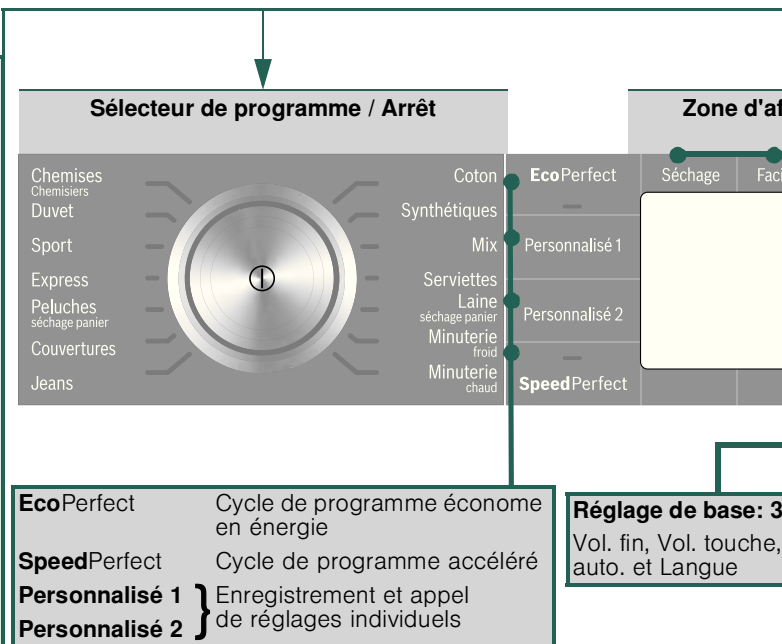 Sélecteur de programme / Arrêt
Zone d'af
Chemises
Chemisiers
Duvet
Sport
Express
Peluches
séchage panier
Couvertures
Jeans
Coton
Synthétiques
Mix
Serviettes
Laine
séchage panier
Minuterie
froid
Minuterie
chaud
EcoPerfect
Personnalisé 1
Personnalisé 2
SpeedPerfect
Séchage
Faci
EcoPerfect Cycle de programme économe
en énergie
SpeedPerfect Cycle de programme accéléré
Personnalisé 1 } Enregistrement et appel
Personnalisé 2 de réglages individuels
Réglage de base: 3
Vol. fin, Vol. touche,
auto. et Langue